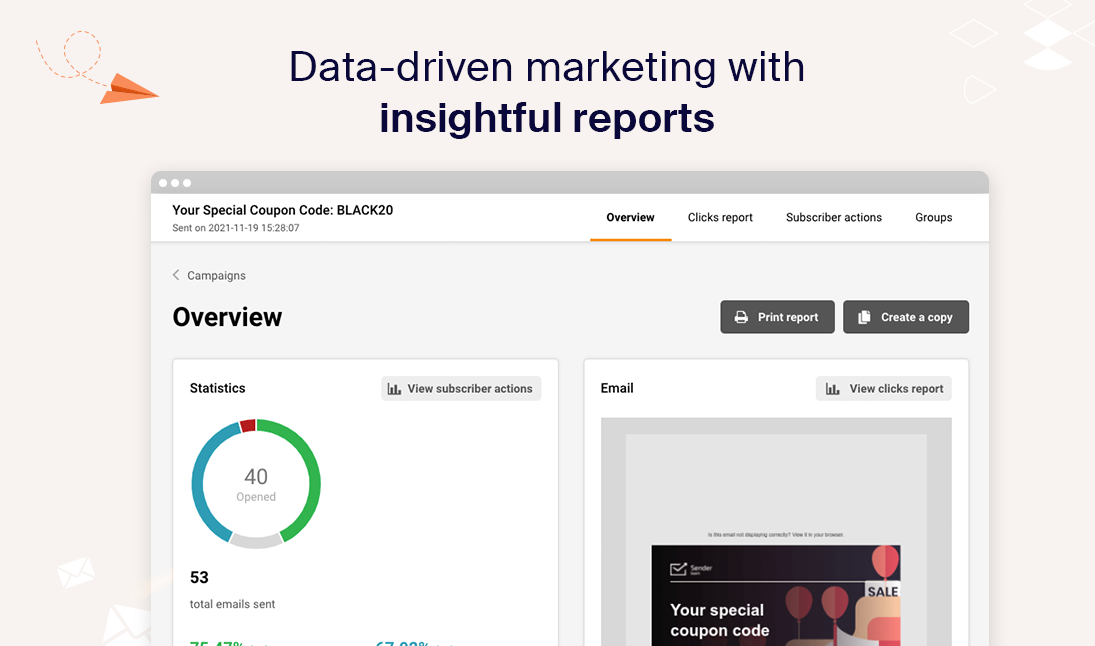 Data-driven marketing with
insightful reports
Your Special Coupon Code: BLACK20
Sent on 2021-11-19 15:28:07
Overview
Clicks report
Subscriber actions
Groups
Campaigns
Overview
Print report
Create a copy
Statistics
View subscriber actions
40
Opened
53
total emails sent
Email
View clicks report
Is this email not displaying correctly? View it in your browser.
Sender
SALE
Your special
coupon code